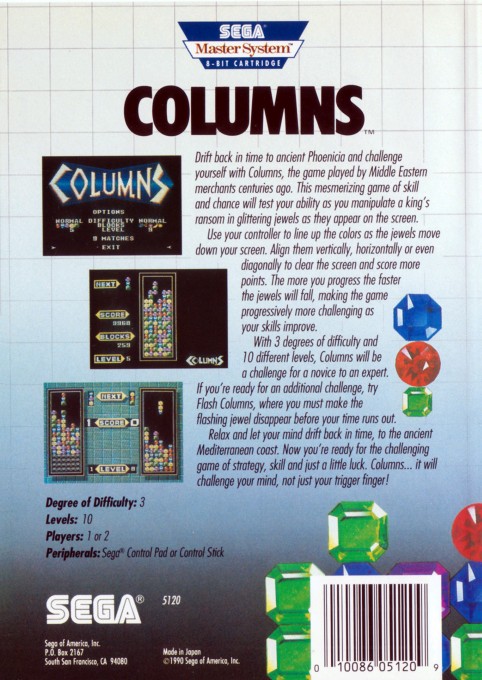 SEGA®
Master System™
8-BIT CARTRIDGE
COLUMNS™
Drift back in time to ancient Phoenicia and challenge
yourself with Columns, the game played by Middle Eastern
merchants centuries ago. This mesmerizing game of skill
and chance will test your ability as you manipulate a king's
ransom in glittering jewels as they appear on the screen.
Use your controller to line up the colors as the jewels move
down your screen. Align them vertically, horizontally or even
diagonally to clear the screen and score more
points. The more you progress the faster
the jewels will fall, making the game
progressively more challenging as
your skills improve.
With 3 degrees of difficulty and
10 different levels, Columns will be
a challenge for a novice to an expert.
If you're ready for an additional challenge, try
Flash Columns, where you must make the
flashing jewel disappear before your time runs out.
Relax and let your mind drift back in time, to the ancient
Mediterranean coast. Now you're ready for the challenging
game of strategy, skill and just a little luck. Columns... it will
challenge your mind, not just your trigger finger!
COLUMNS
OPTIONS
NORMAL DIFFICULTY NORMAL
BLOCKS
LEVEL
9 MATCHES
EXIT
NEXT
SCORE
BLOCKS
259
LEVEL 5
COLUMNS
NEXT
1 SCORE 0
LEVEL
Degree of Difficulty: 3
Levels: 10
Players: 1 or 2
Peripherals: Sega® Control Pad or Control Stick
SEGA®
5120
Sega of America, Inc.
P.O. Box 2167
South San Francisco, CA 94080
Made in Japan
©1990 Sega of America, Inc.
0 10086 05120 9